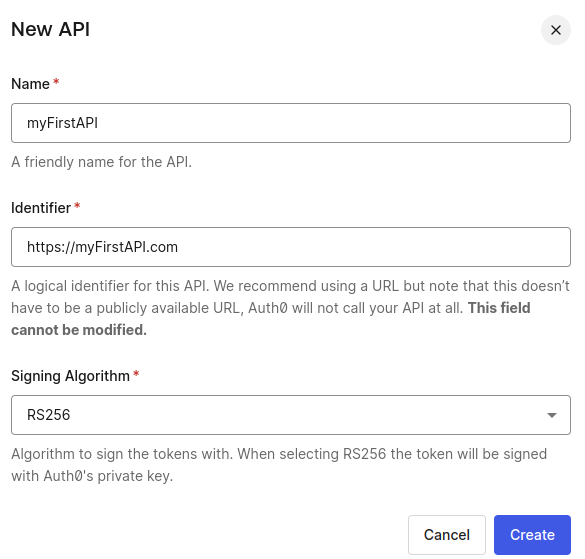 New API
Name *
myFirstAPI
A friendly name for the API.
Identifier *
https://myFirstAPI.com
A logical identifier for this API. We recommend using a URL but note that this doesn’t
have to be a publicly available URL, Auth0 will not call your API at all. This field
cannot be modified.
Signing Algorithm *
RS256
Algorithm to sign the tokens with. When selecting RS256 the token will be signed
with Auth0's private key.
Cancel
Create